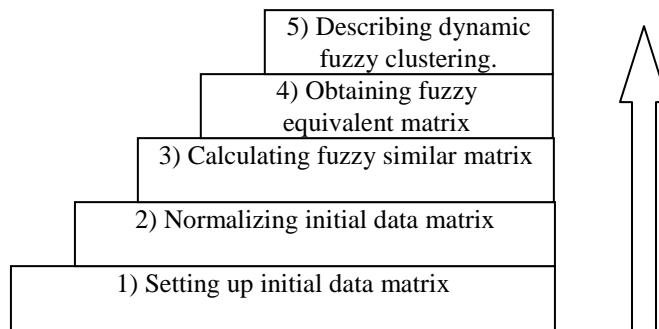 5) Describing dynamic
fuzzy clustering.
4) Obtaining fuzzy
equivalent matrix
3) Calculating fuzzy similar matrix
2) Normalizing initial data matrix
1) Setting up initial data matrix